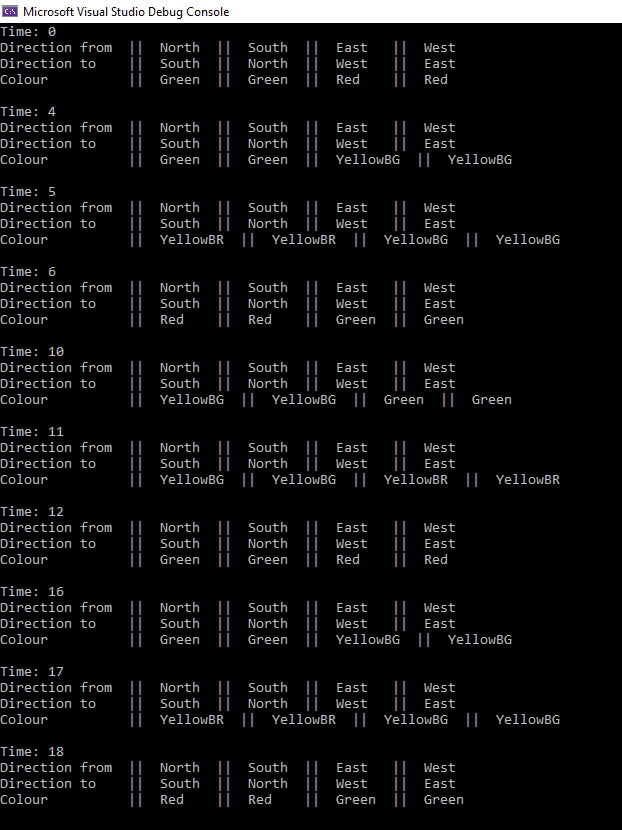 Microsoft Visual Studio Debug Console
Time: 0
Direction from  ||  North  ||  South  ||  East   ||  West
Direction to    ||  South  ||  North  ||  West   ||  East
Colour          ||  Green  ||  Green  ||  Red    ||  Red
Time: 4
Direction from  ||  North  ||  South  ||  East   ||  West
Direction to    ||  South  ||  North  ||  West   ||  East
Colour          ||  Green  ||  Green  ||  YellowBG  ||  YellowBG
Time: 5
Direction from  ||  North  ||  South  ||  East   ||  West
Direction to    ||  South  ||  North  ||  West   ||  East
Colour          ||  YellowBR  ||  YellowBR  ||  YellowBG  ||  YellowBG
Time: 6
Direction from  ||  North  ||  South  ||  East   ||  West
Direction to    ||  South  ||  North  ||  West   ||  East
Colour          ||  Red    ||  Red    ||  Green  ||  Green
Time: 10
Direction from  ||  North  ||  South  ||  East   ||  West
Direction to    ||  South  ||  North  ||  West   ||  East
Colour          ||  YellowBG  ||  YellowBG  ||  Green  ||  Green
Time: 11
Direction from  ||  North  ||  South  ||  East   ||  West
Direction to    ||  South  ||  North  ||  West   ||  East
Colour          ||  YellowBG  ||  YellowBG  ||  YellowBR  ||  YellowBR
Time: 12
Direction from  ||  North  ||  South  ||  East   ||  West
Direction to    ||  South  ||  North  ||  West   ||  East
Colour          ||  Green  ||  Green  ||  Red    ||  Red
Time: 16
Direction from  ||  North  ||  South  ||  East   ||  West
Direction to    ||  South  ||  North  ||  West   ||  East
Colour          ||  Green  ||  Green  ||  YellowBG  ||  YellowBG
Time: 17
Direction from  ||  North  ||  South  ||  East   ||  West
Direction to    ||  South  ||  North  ||  West   ||  East
Colour          ||  YellowBR  ||  YellowBR  ||  YellowBG  ||  YellowBG
Time: 18
Direction from  ||  North  ||  South  ||  East   ||  West
Direction to    ||  South  ||  North  ||  West   ||  East
Colour          ||  Red    ||  Red    ||  Green  ||  Green